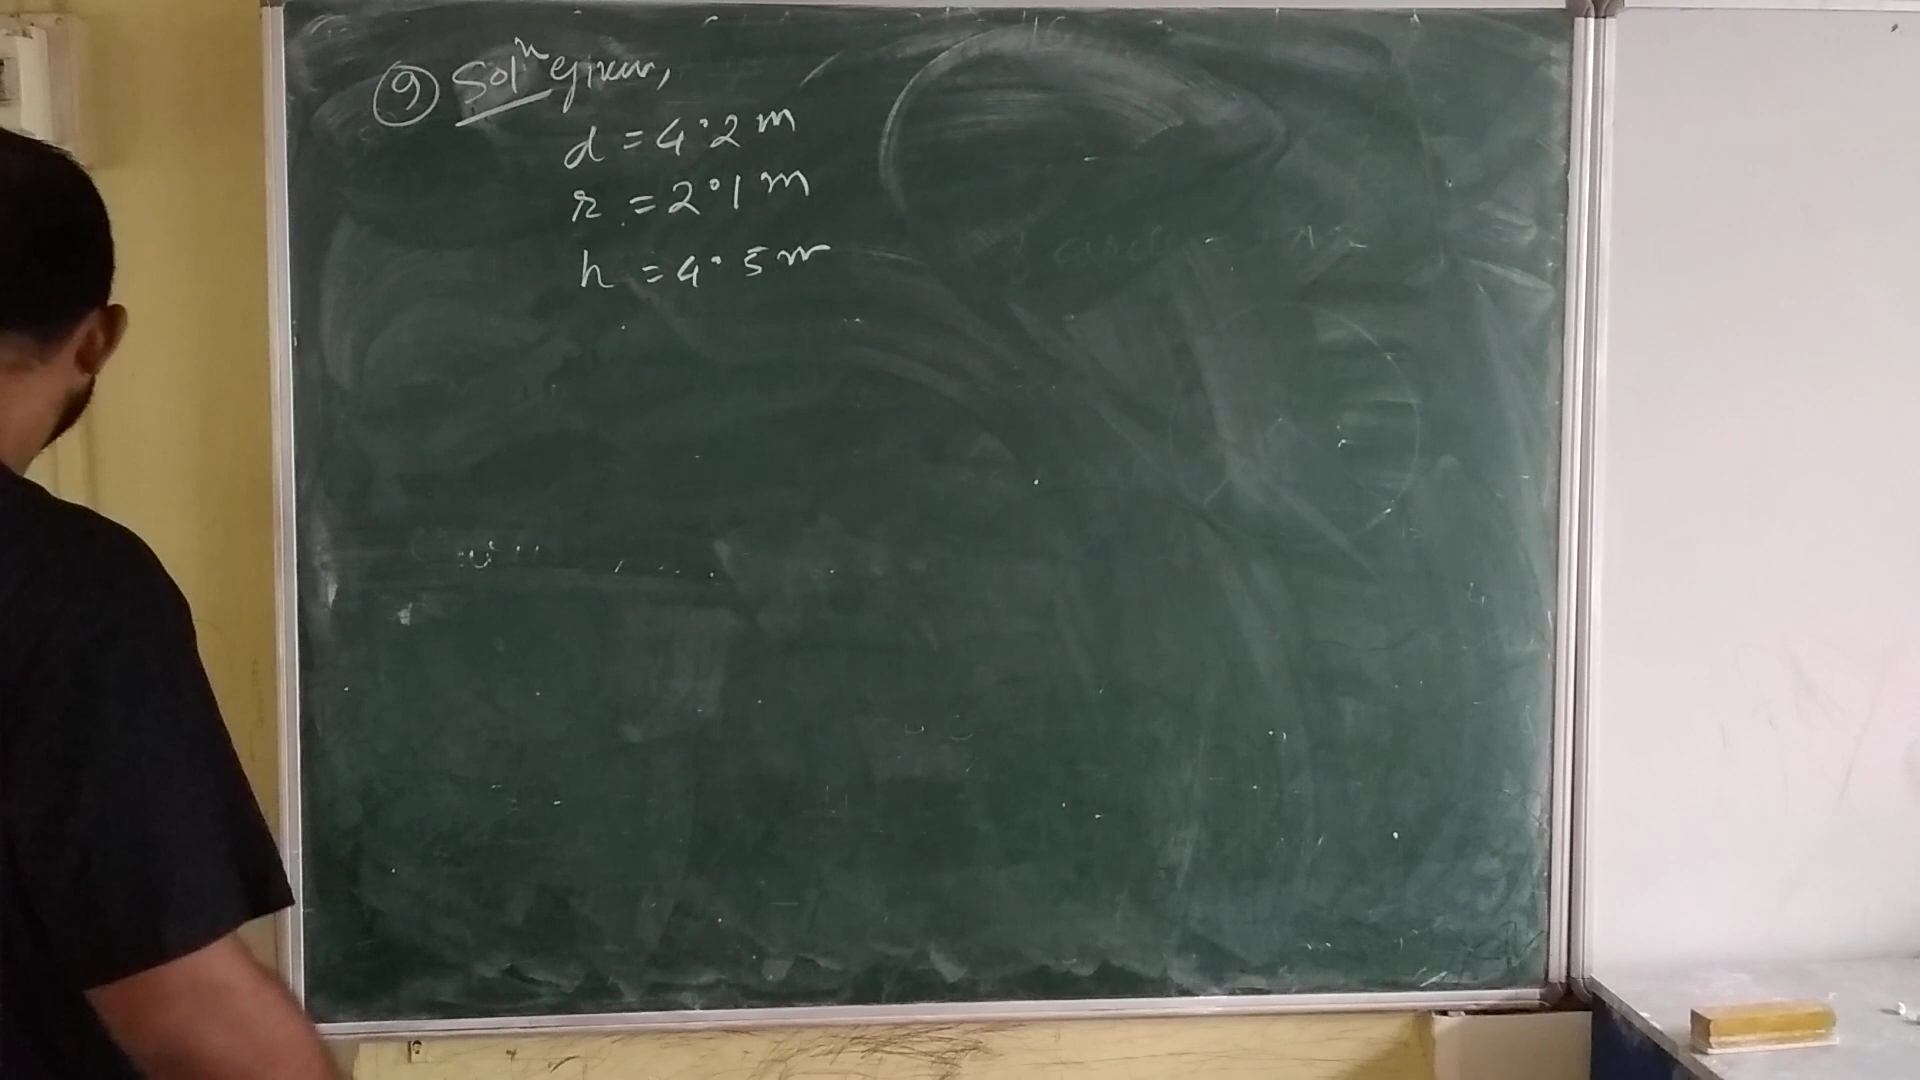 9 Solⁿ given,
d = 4.2 m
r = 2.1 m
h = 4.5 m